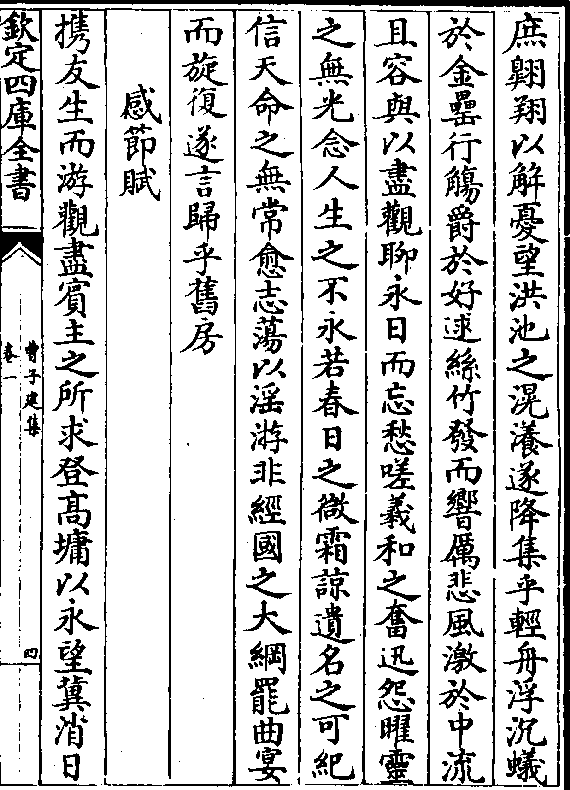 庶翺翔以解憂望洪池之滉瀁遂降集乎輕舟浮沉蟻
於金罍行觴爵於好逑絲竹發而響厲悲風激於中流
且容與以盡觀聊永日而忘愁嗟羲和之奮迅怨曜靈
之無光念人生之不永若春日之微霜諒遺名之可紀
信天命之無常愈志蕩以淫游非經國之大綱罷曲宴
而旋復遂言歸乎舊房
感節賦
携友生而游觀盡賓主之所求登高墉以永望冀消日
欽定四庫全書
曹子建集
卷一
四